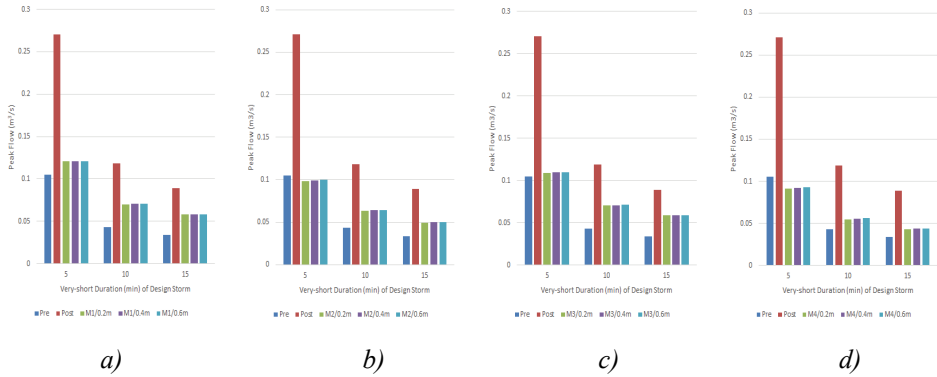 0.3
0.25
0.2
0.15
0.1
0.05
0
Peak Flow (m³/s)
5 10 15
Very-short Duration (min) of Design Storm
Pre Post M1/0.2m M1/0.4m M1/0.6m
a)
0.3
0.25
0.2
0.15
0.1
0.05
0
Peak Flow (m3/s)
5 10 15
Very-short Duration (min) of Design Storm
Pre Post M2/0.2m M2/0.4m M2/0.6m
b)
0.3
0.25
0.2
0.15
0.1
0.05
0
Peak Flow (m3/s)
5 10 15
Very-short Duration (min) of Design Storm
Pre Post M3/0.2m M3/0.4m M3/0.6m
c)
0.3
0.25
0.2
0.15
0.1
0.05
0
Peak Flow (m3/s)
5 10 15
Very-short Duration (min) of Design Storm
Pre Post M4/0.2m M4/0.4m M4/0.6m
d)